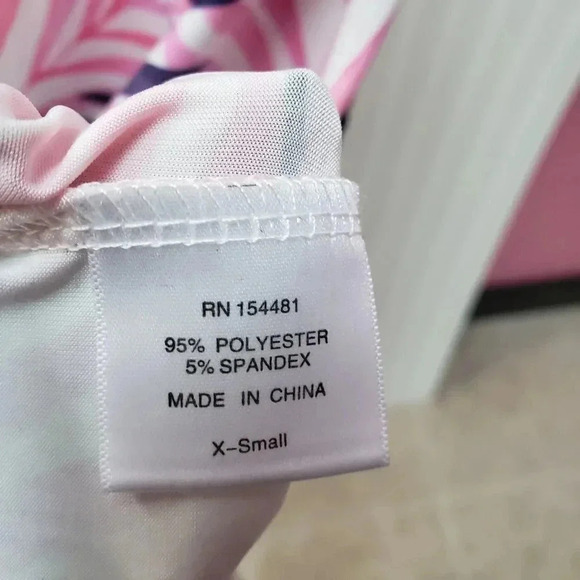 RN 154481
95% POLYESTER
5% SPANDEX
MADE IN CHINA
X-Small